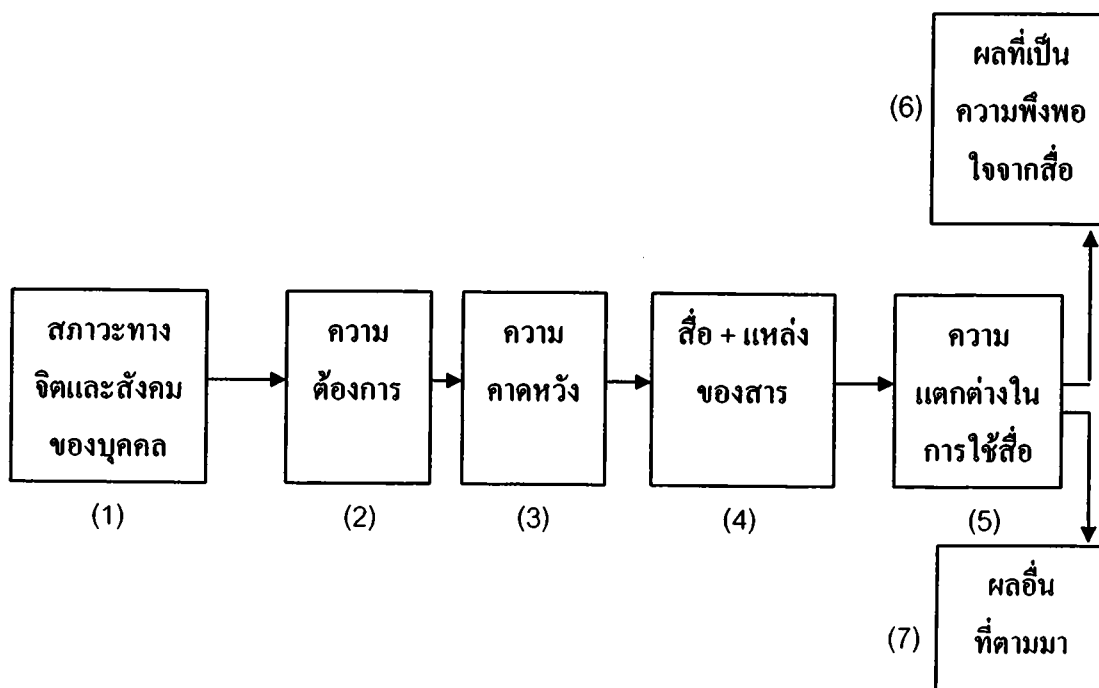 สภาวะทาง
จิตและสังคม
ของบุคคล
(1)
ความ
ต้องการ
(2)
ความ
คาดหวัง
(3)
สื่อ + แหล่ง
ของสาร
(4)
ความ
แตกต่างใน
การใช้สื่อ
(5)
(6)
ผลที่เป็น
ความพึงพอ
ใจจากสื่อ
(7)
ผลอื่น
ที่ตามมา